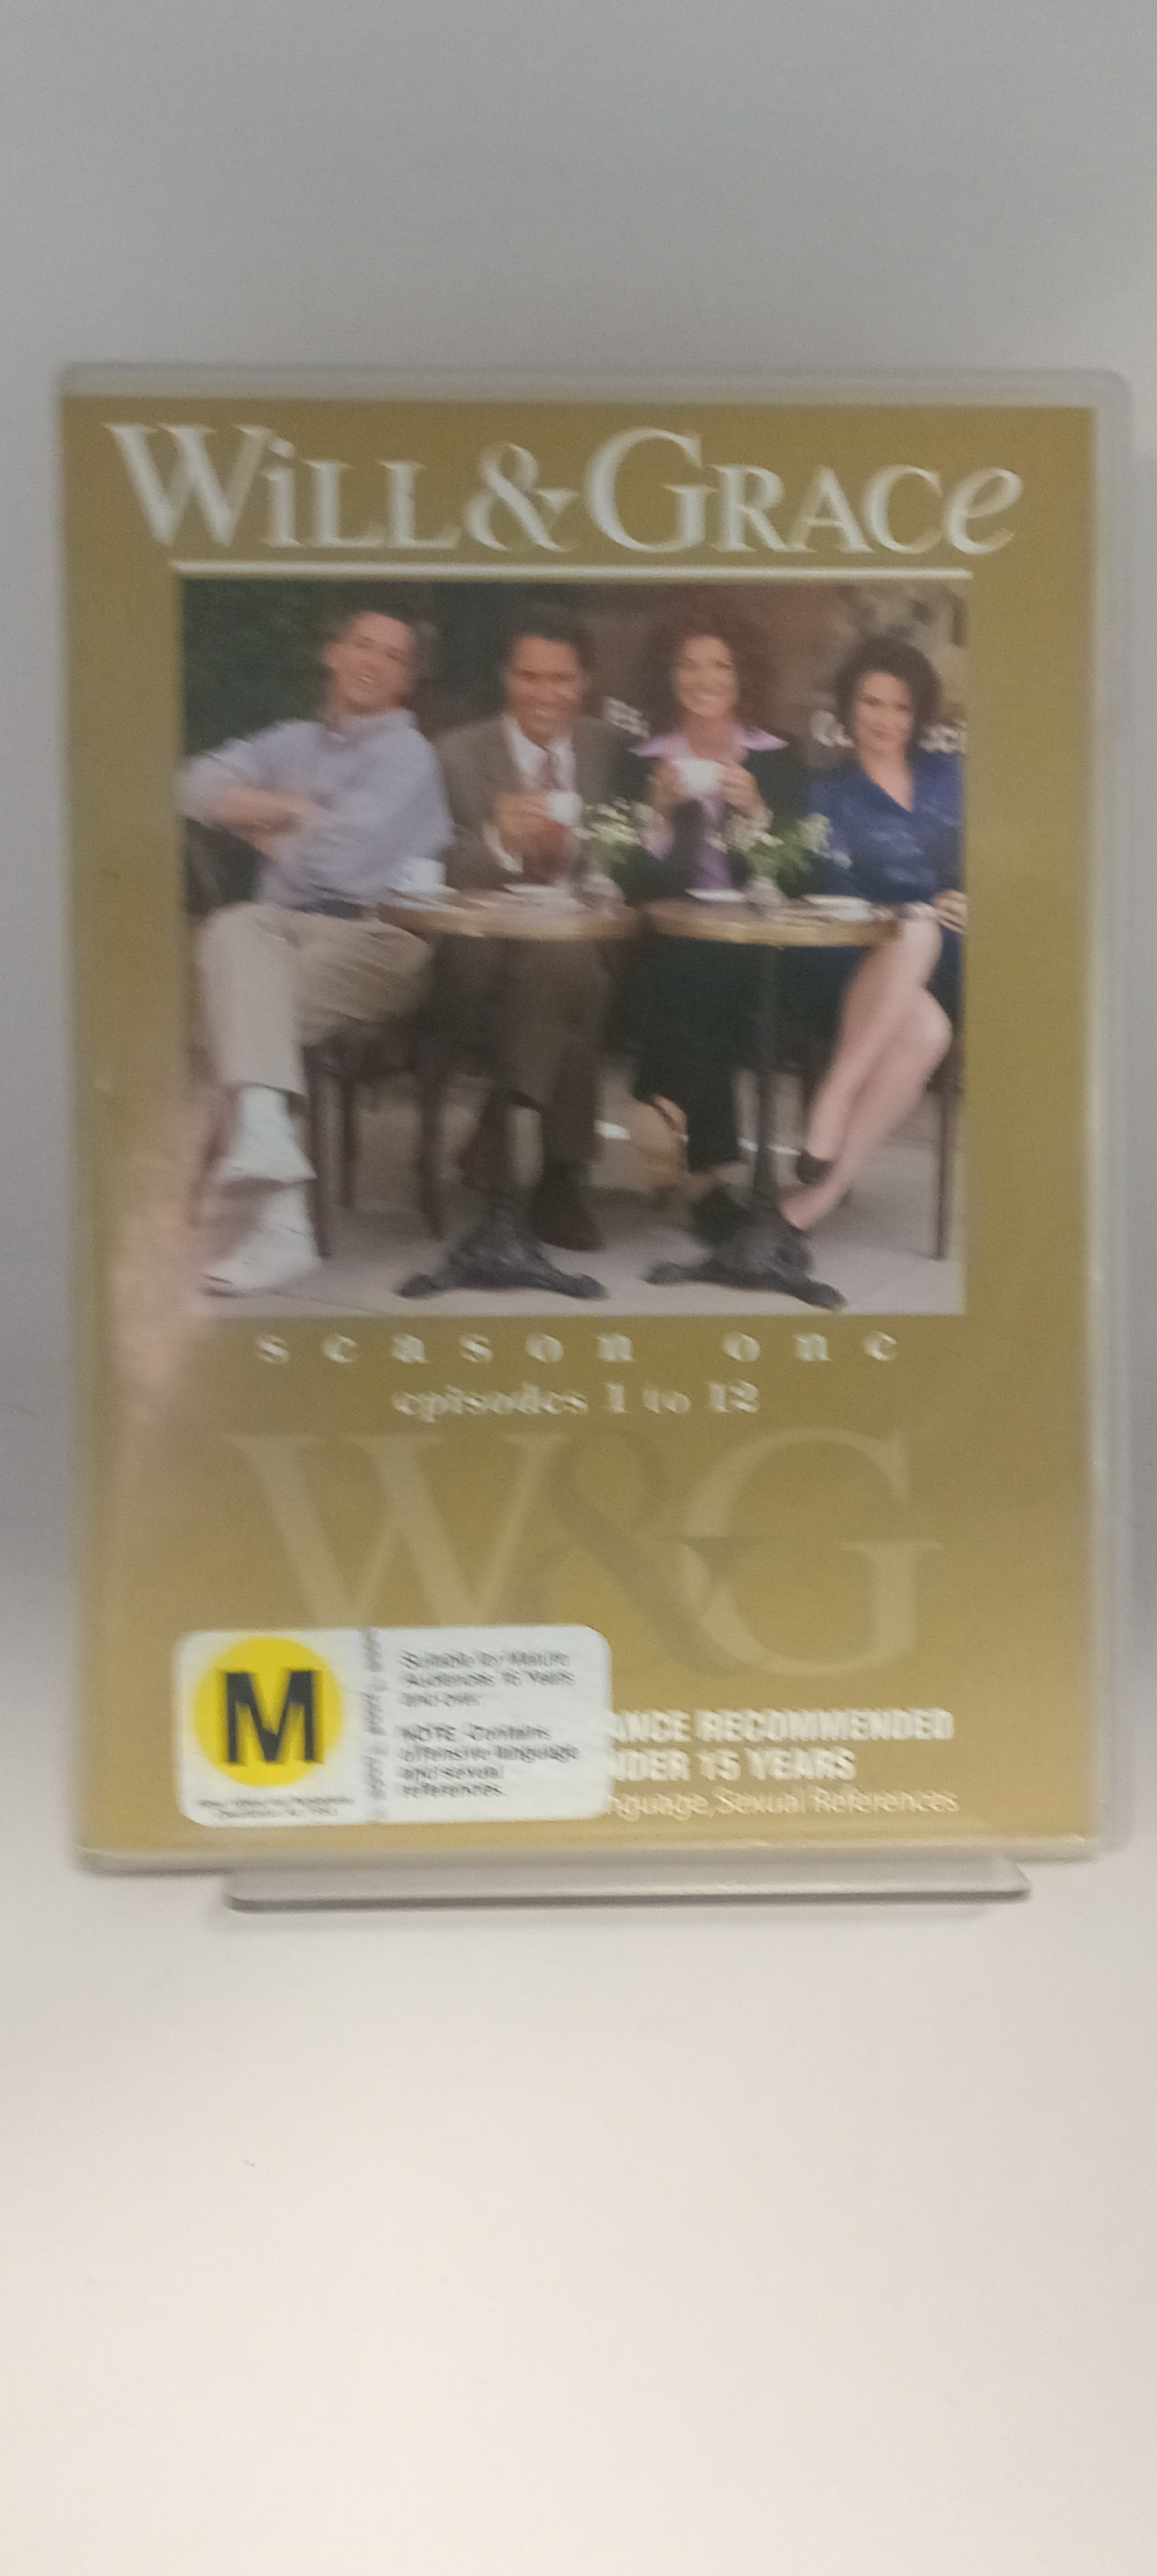 WiLL & GRACe
season one
episodes 1 to 12
W&G
M
Suitable for Mature
Audiences 16 Years
and over
NOTE: Contains
offensive language
and sexual
references.
ANCE RECOMMENDED
NDER 15 YEARS
nguage, Sexual References